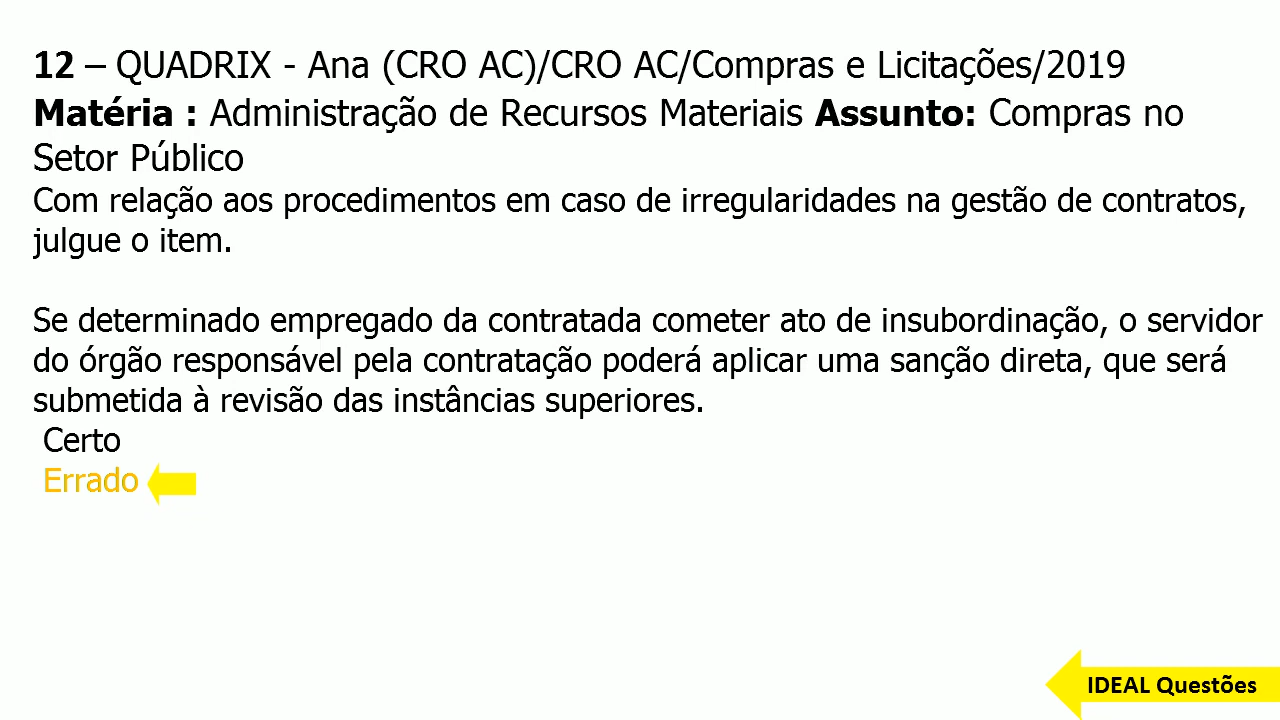 12 – QUADRIX - Ana (CRO AC)/CRO AC/Compras e Licitações/2019
Matéria : Administração de Recursos Materiais Assunto: Compras no
Setor Público
Com relação aos procedimentos em caso de irregularidades na gestão de contratos,
julgue o item.
Se determinado empregado da contratada cometer ato de insubordinação, o servidor
do órgão responsável pela contratação poderá aplicar uma sanção direta, que será
submetida à revisão das instâncias superiores.
Certo
Errado
IDEAL Questões